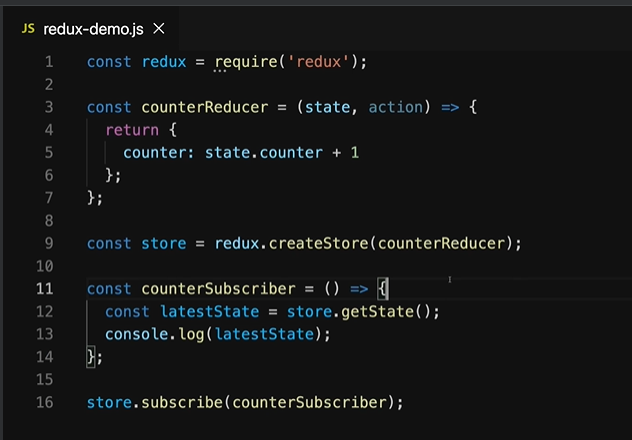 JS redux-demo.js ×
1 const redux = require('redux');
2
3 const counterReducer = (state, action) => {
4   return {
5     counter: state.counter + 1
6   };
7 };
8
9 const store = redux.createStore(counterReducer);
10
11 const counterSubscriber = () => {
12   const latestState = store.getState();
13   console.log(latestState);
14 };
15
16 store.subscribe(counterSubscriber);